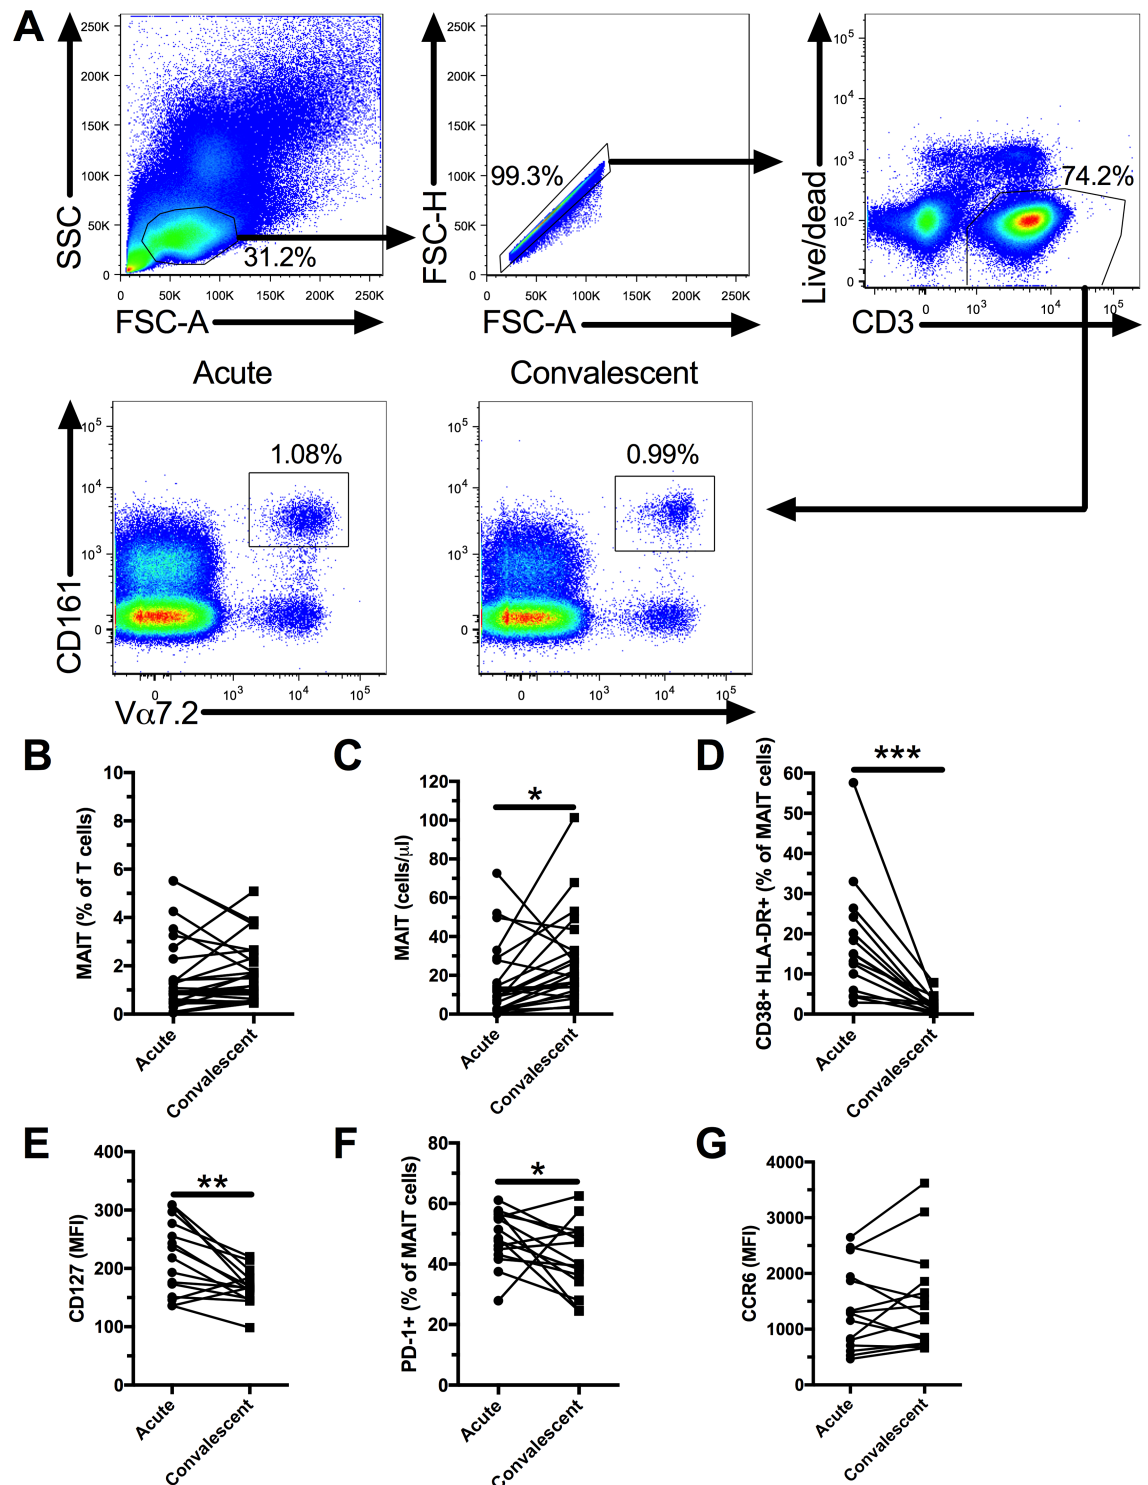 A
SSC
250K
200K
150K
100K
50K
0
31.2%
0 50K 100K 150K 200K 250K
FSC-A
FSC-H
250K
200K
150K
100K
50K
0
99.3%
0 50K 100K 150K 200K 250K
FSC-A
Live/dead
10^5
10^4
10^3
10^2
0
74.2%
0 10^3 10^4 10^5
CD3
Acute
Convalescent
CD161
10^5
10^4
10^3
0
1.08%
0 10^3 10^4 10^5
10^5
10^4
10^3
0
0.99%
0 10^3 10^4 10^5
Vα7.2
B
MAIT (% of T cells)
10
8
6
4
2
0
Acute
Convalescent
C
MAIT (cells/μl)
120
100
80
60
40
20
0
*
Acute
Convalescent
D
CD38+ HLA-DR+ (% of MAIT cells)
60
50
40
30
20
10
0
***
Acute
Convalescent
E
CD127 (MFI)
400
300
200
100
0
**
Acute
Convalescent
F
PD-1+ (% of MAIT cells)
80
60
40
20
0
*
Acute
Convalescent
G
CCR6 (MFI)
4000
3000
2000
1000
0
Acute
Convalescent